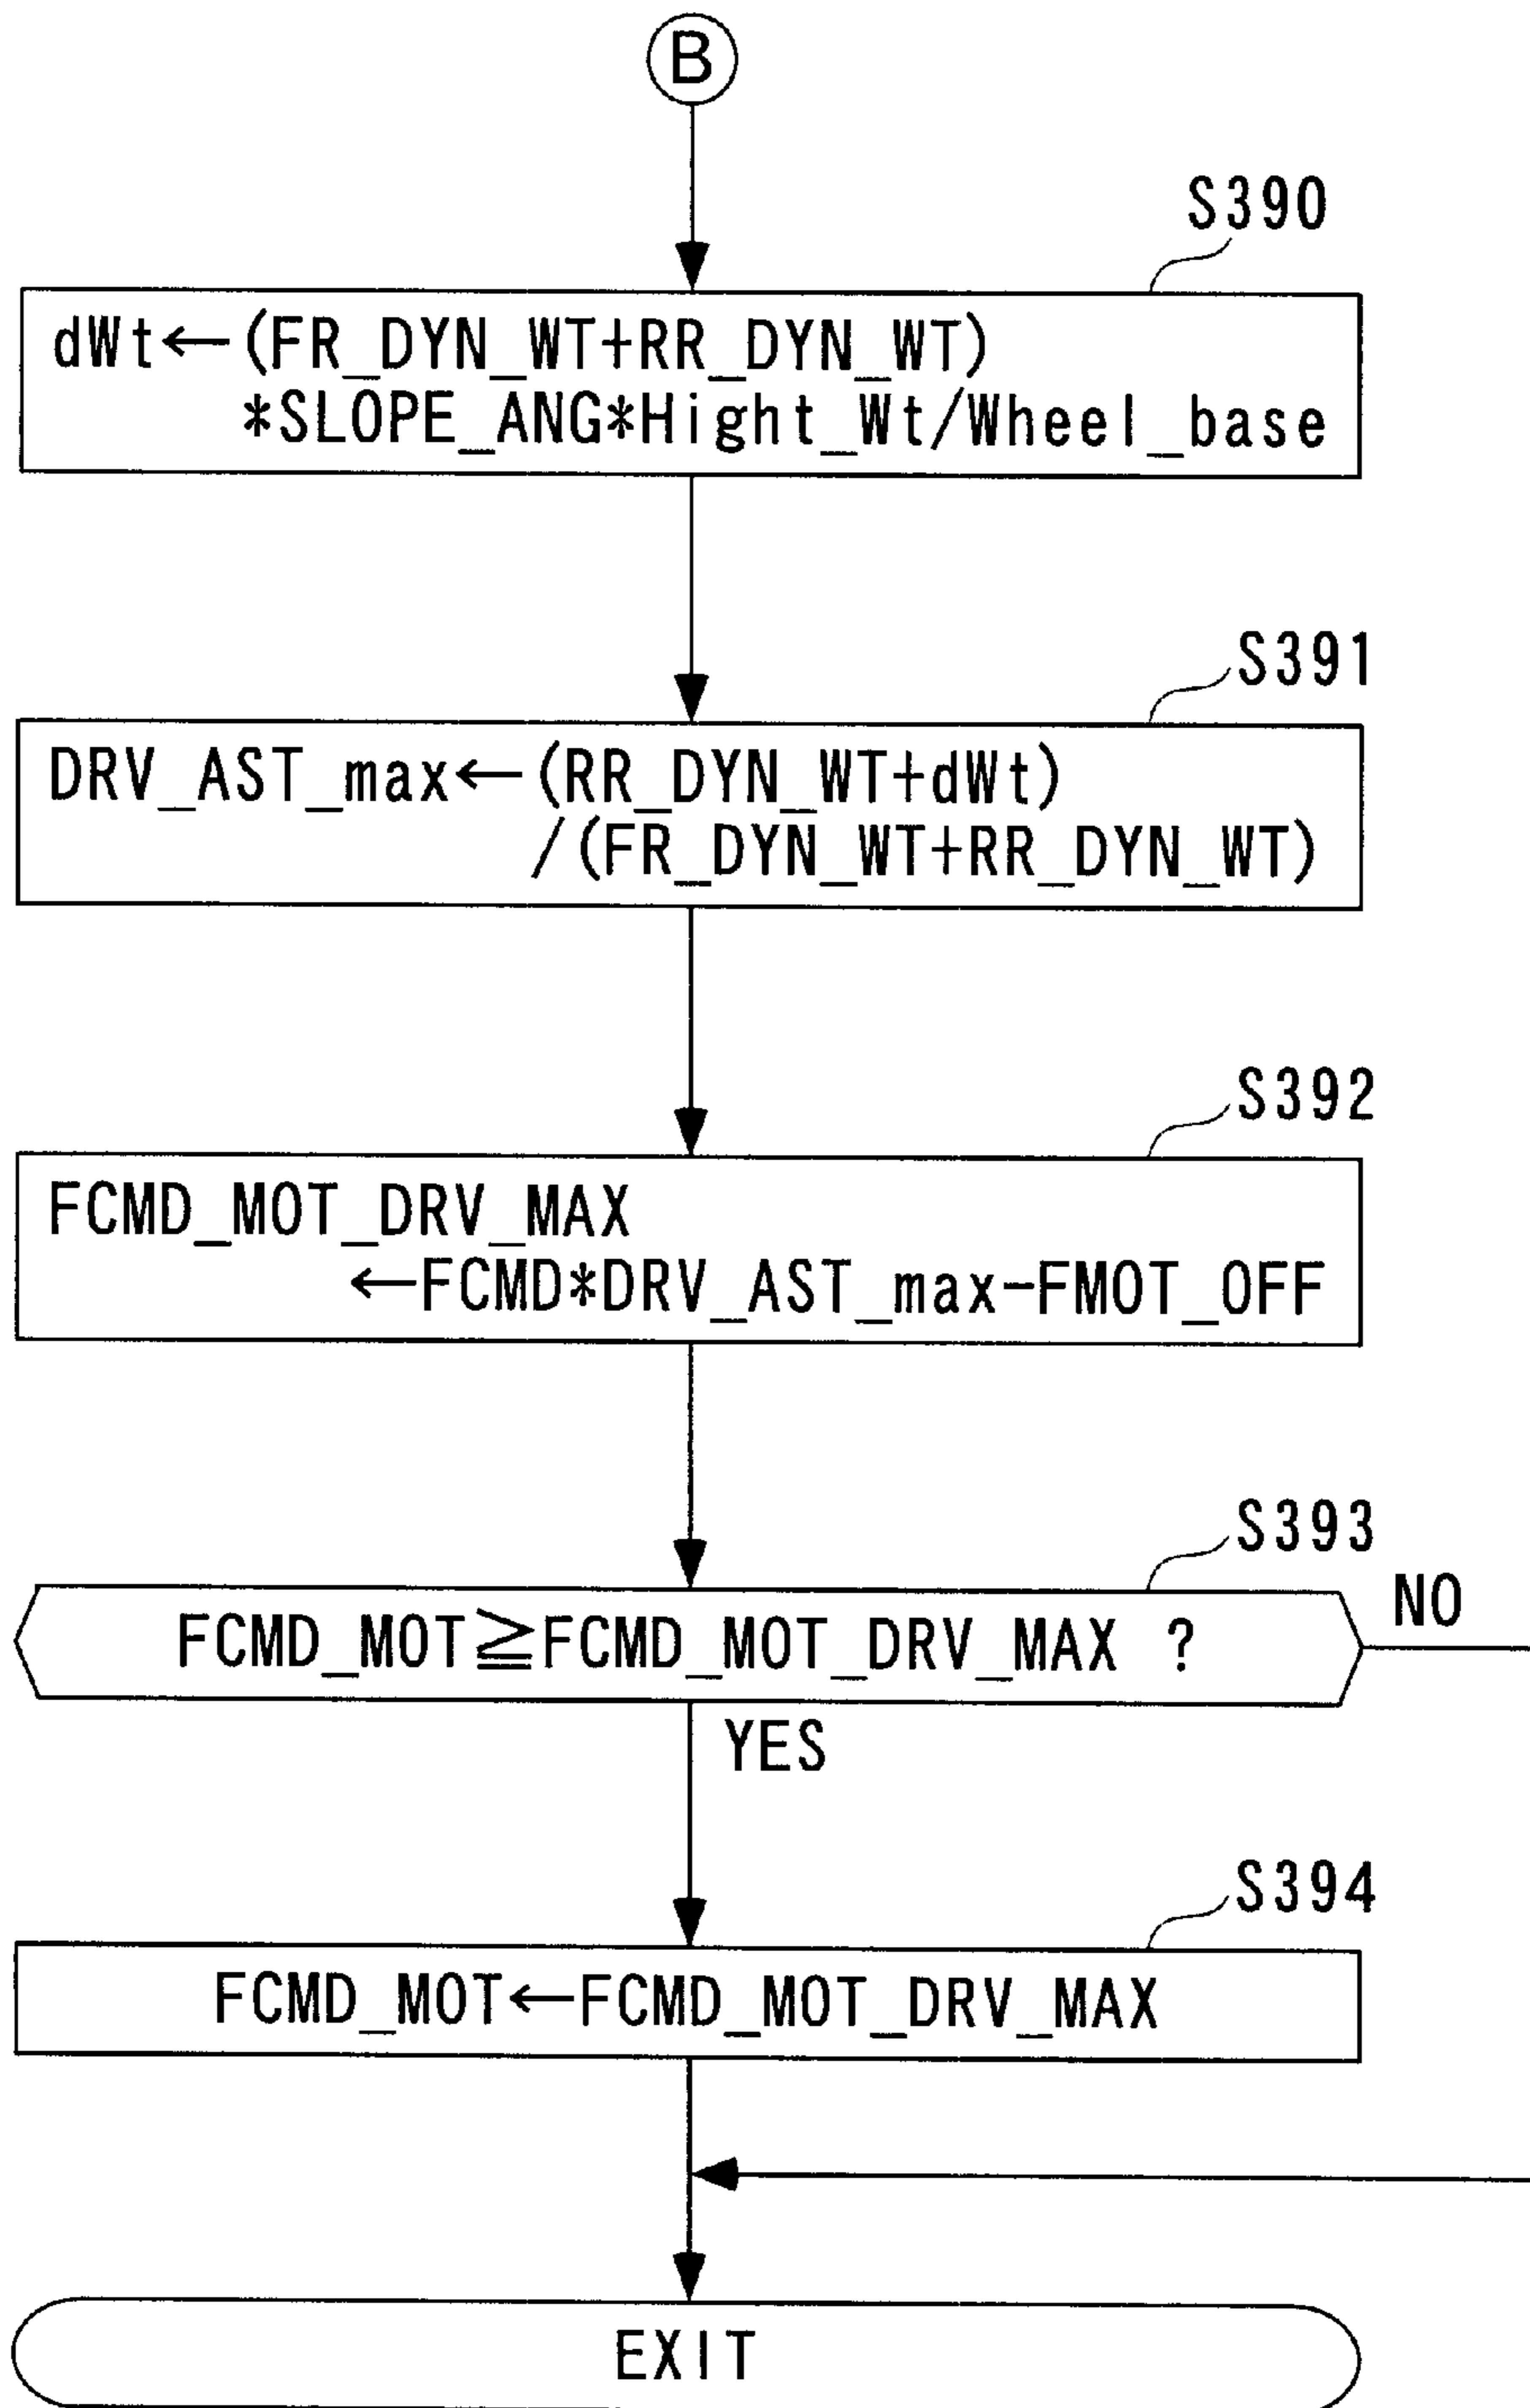 B
S390
dWt←(FR_DYN_WT+RR_DYN_WT)
*SLOPE_ANG*Hight_Wt/Wheel_base
S391
DRV_AST_max←(RR_DYN_WT+dWt)
/(FR_DYN_WT+RR_DYN_WT)
S392
FCMD_MOT_DRV_MAX
←FCMD*DRV_AST_max-FMOT_OFF
S393
FCMD_MOT≧FCMD_MOT_DRV_MAX ?
NO
YES
S394
FCMD_MOT←FCMD_MOT_DRV_MAX
EXIT